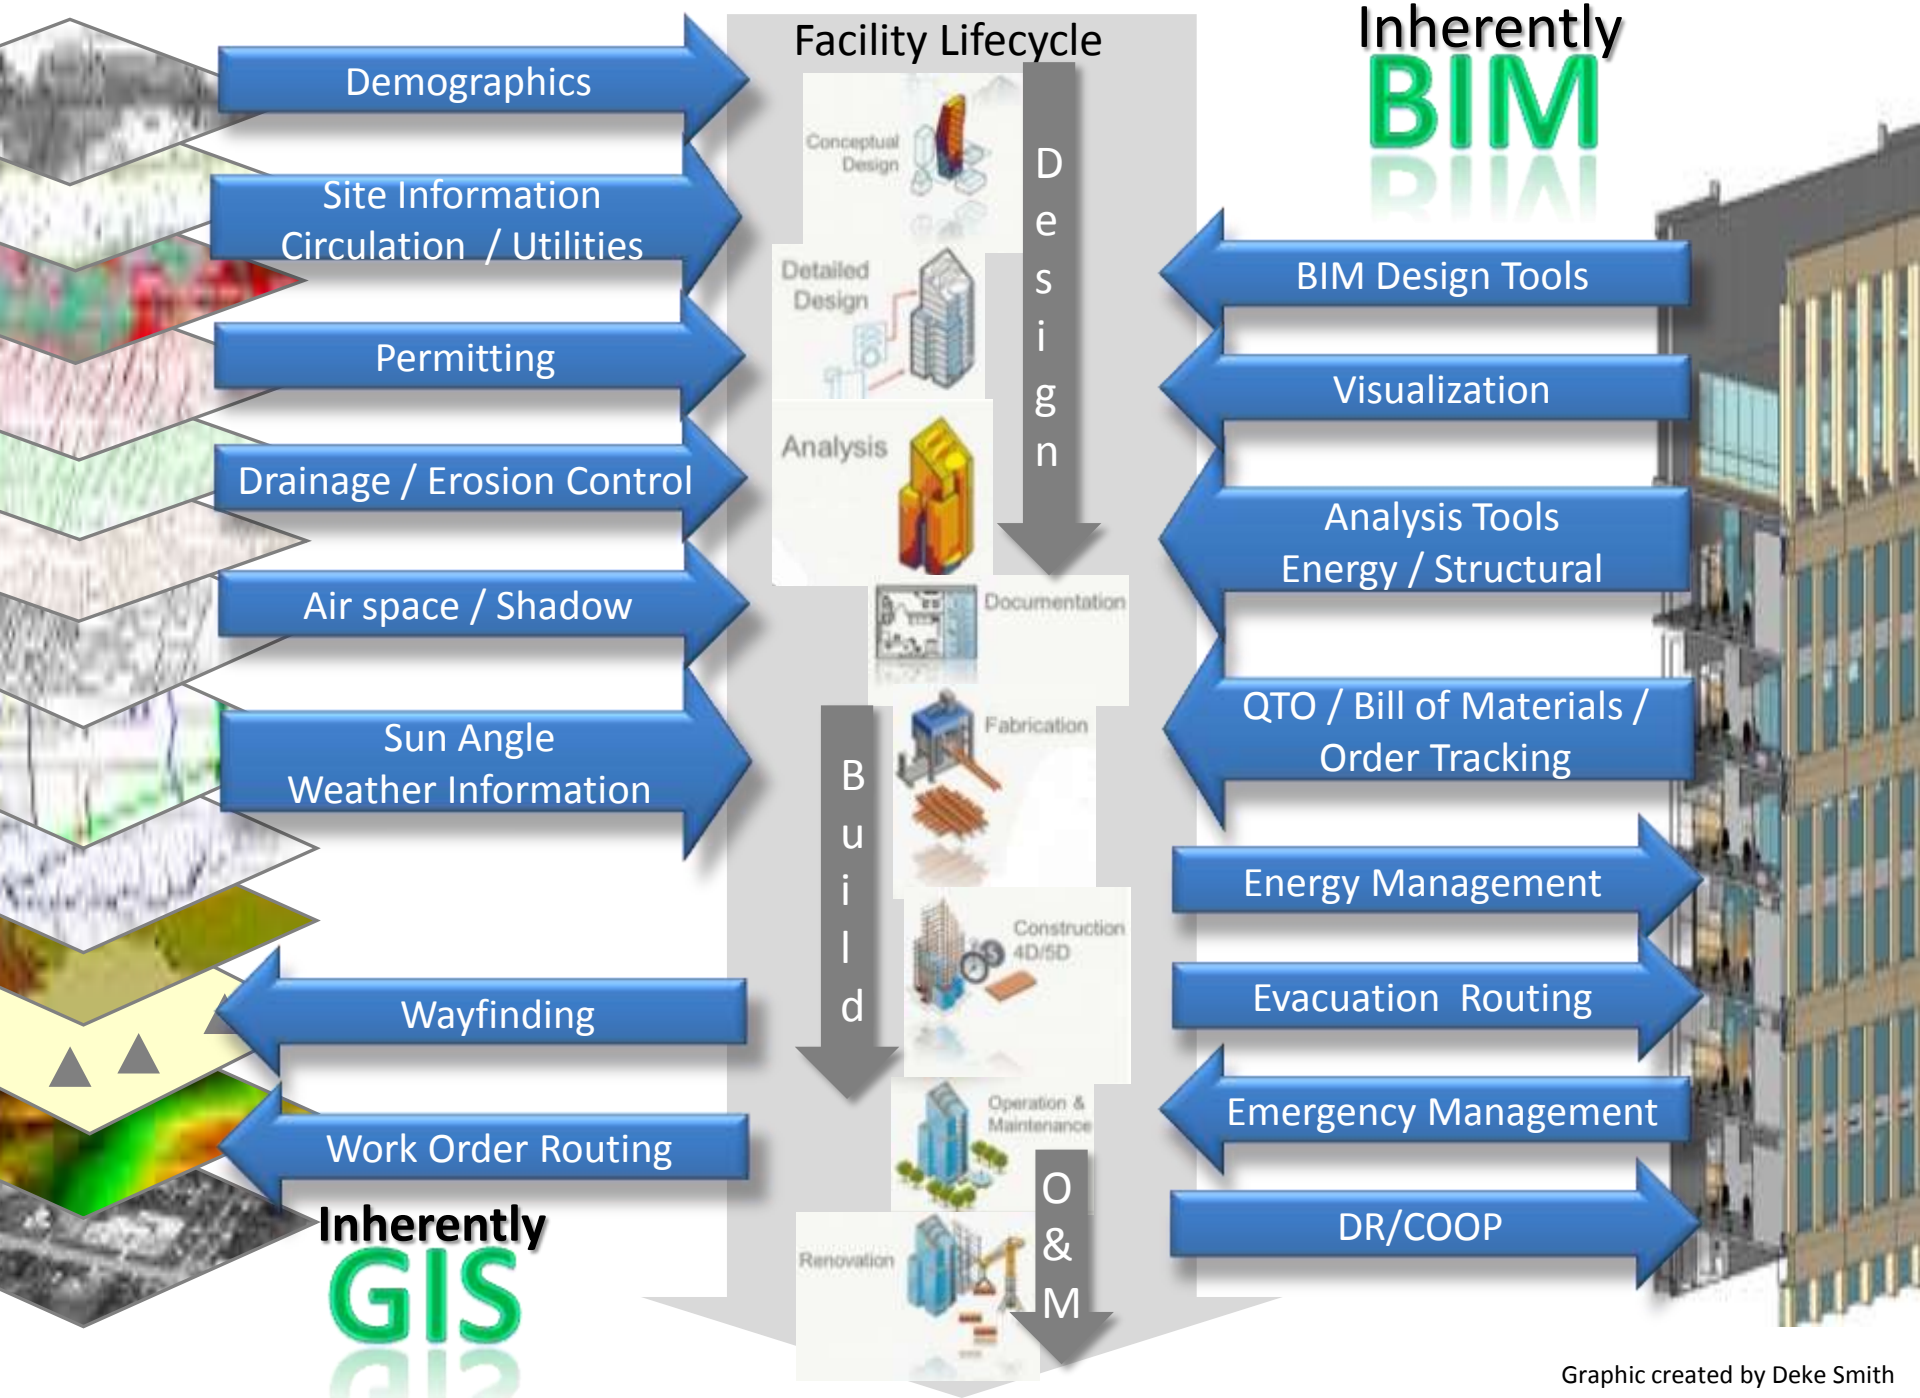 Facility Lifecycle
Inherently
BIM
Demographics
Site Information
Circulation / Utilities
Permitting
Drainage / Erosion Control
Air space / Shadow
Sun Angle
Weather Information
Wayfinding
Work Order Routing
Inherently
GIS
Conceptual
Design
Detailed
Design
Analysis
Design
Documentation
Fabrication
Build
Construction
4D/5D
Operation &
Maintenance
Renovation
O&M
BIM Design Tools
Visualization
Analysis Tools
Energy / Structural
QTO / Bill of Materials /
Order Tracking
Energy Management
Evacuation Routing
Emergency Management
DR/COOP
Graphic created by Deke Smith